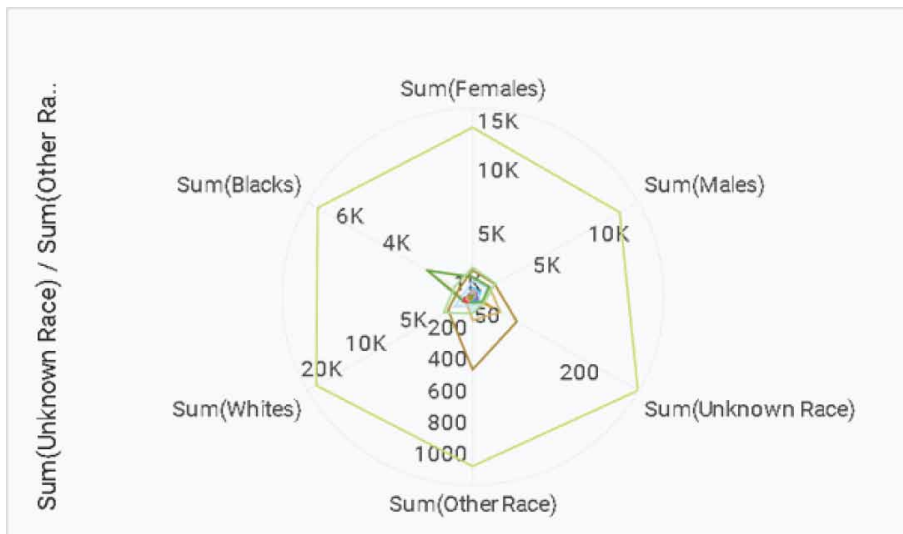 Sum(Unknown Race) / Sum(Other Ra..
Sum(Females)
15K
10K
5K
Sum(Males)
10K
5K
Sum(Blacks)
6K
4K
5K
10K
20K
Sum(Whites)
50
200
Sum(Unknown Race)
200
400
600
800
1000
Sum(Other Race)